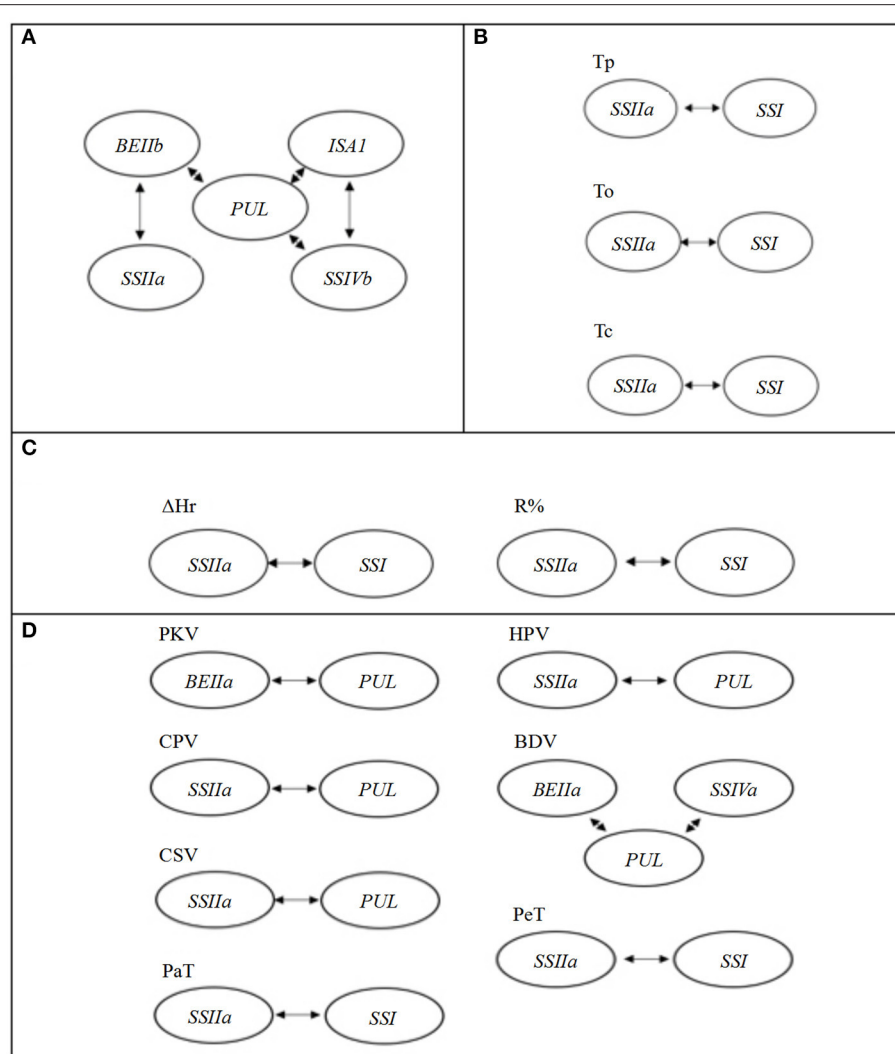 A
BEIIb ISA1
PUL
SSIIa SSIVb
B
Tp
SSIIa SSI
To
SSIIa SSI
Tc
SSIIa SSI
C
ΔHr R%
SSIIa SSI SSIIa SSI
D
PKV HPV
BEIIa PUL SSIIa PUL
CPV BDV
SSIIa PUL BEIIa SSIVa
PUL
CSV
SSIIa PUL
PeT
SSIIa SSI
PaT
SSIIa SSI